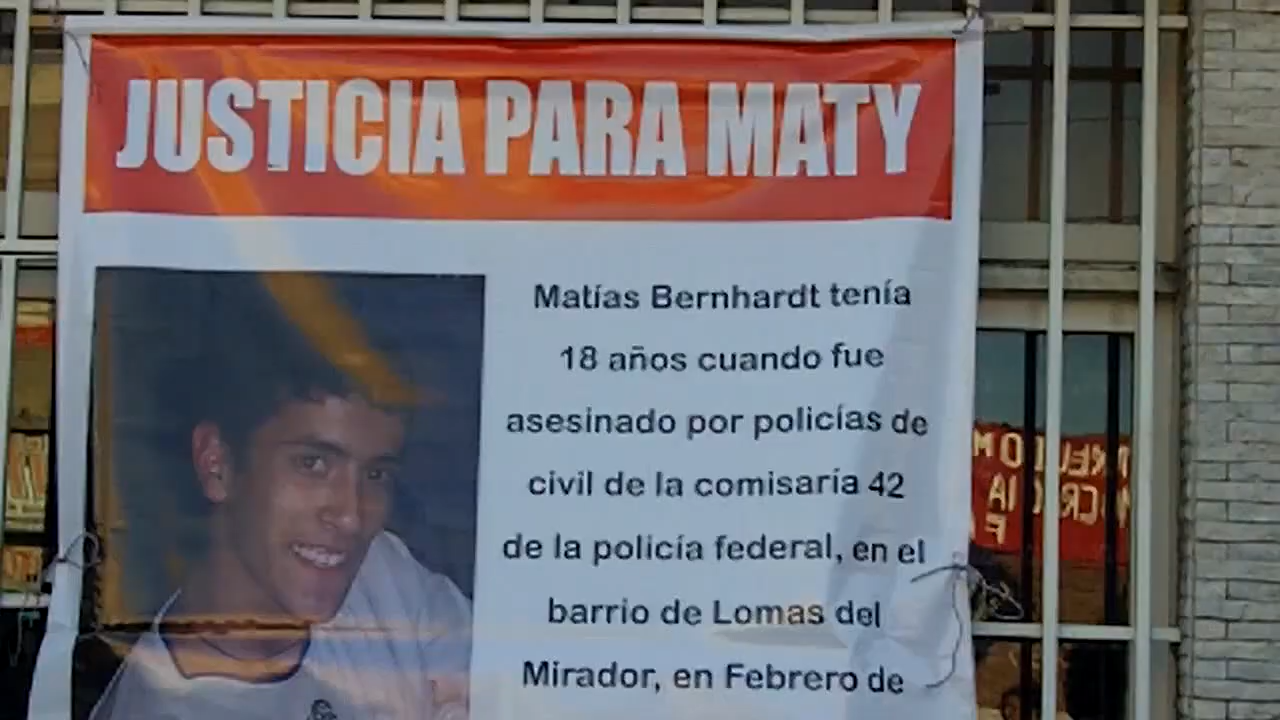 JUSTICIA PARA MATY
Matías Bernhardt tenía
18 años cuando fue
asesinado por policías de
civil de la comisaría 42
de la policía federal, en el
barrio de Lomas del
Mirador, en Febrero de